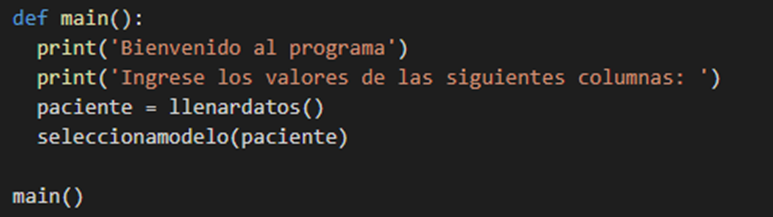 def main():
  print('Bienvenido al programa')
  print('Ingrese los valores de las siguientes columnas: ')
  paciente = llenardatos()
  seleccionamodelo(paciente)

main()